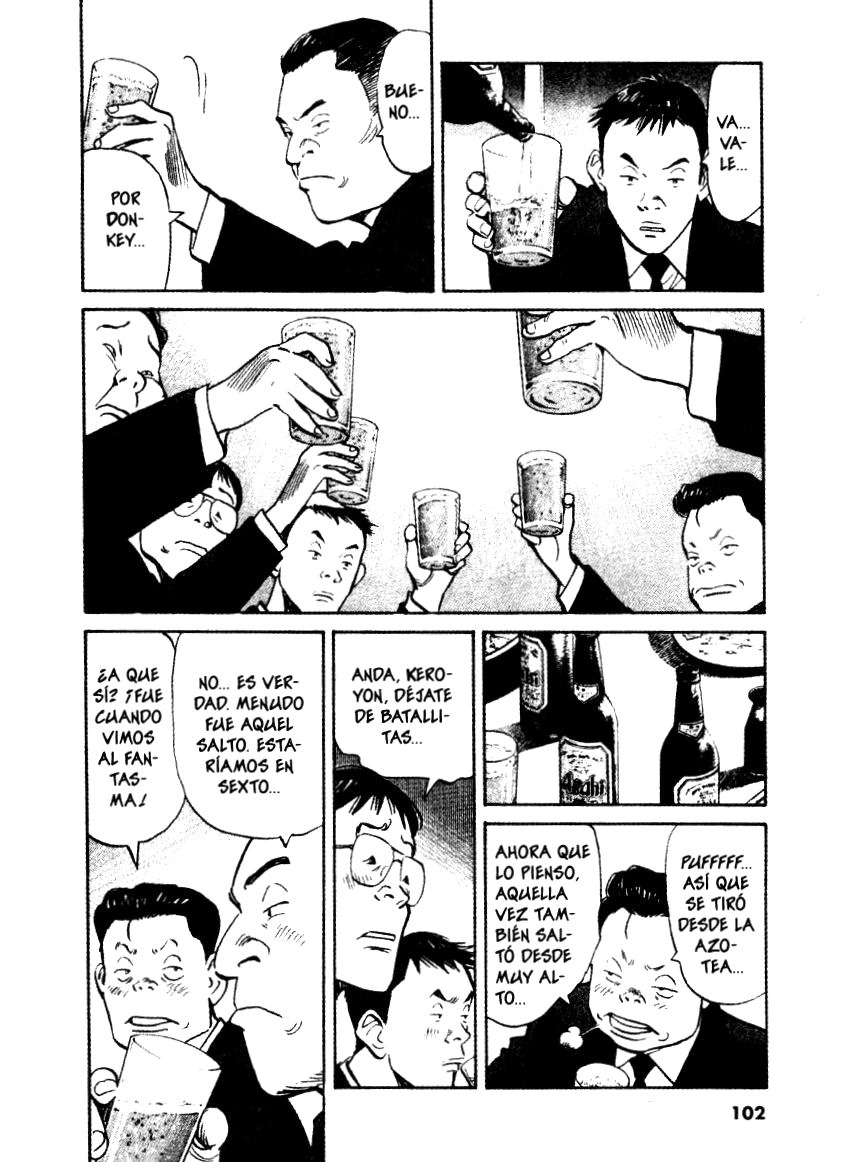 VA...
VA-
LE...
BUE-
NO...
POR
DON-
KEY...
Asahi
PUFFFFF...
ASÍ QUE
SE TIRÓ
DESDE LA
AZO-
TEA...
AHORA QUE
LO PIENSO,
AQUELLA
VEZ TAM-
BIÉN SAL-
TÓ DESDE
MUY AL-
TO...
ANDA, KERO-
YON, DÉJATE
DE BATALLI-
TAS...
NO... ES VER-
DAD. MENUDO
FUE AQUEL
SALTO. ESTA-
RÍAMOS EN
SEXTO...
¿A QUE
SÍ? ¡FUE
CUANDO
VIMOS
AL FAN-
TAS-
MA!
102